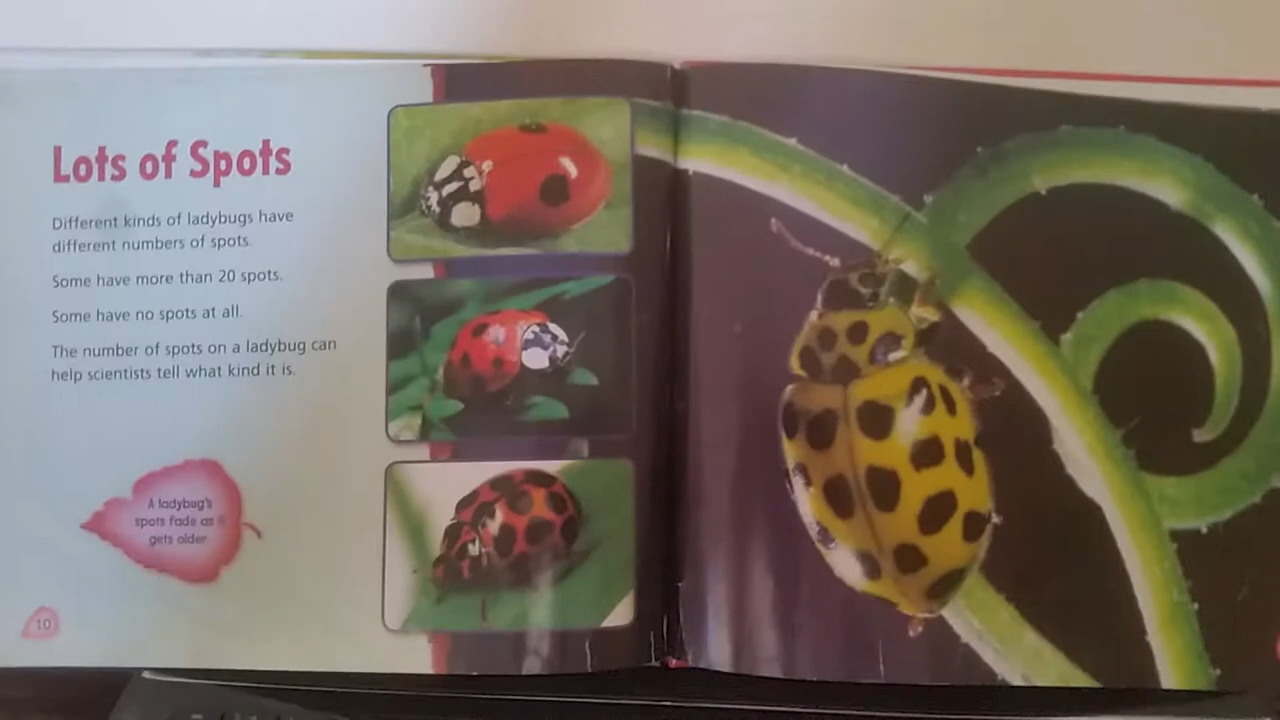 Lots of Spots
Different kinds of ladybugs have
different numbers of spots.
Some have more than 20 spots.
Some have no spots at all.
The number of spots on a ladybug can
help scientists tell what kind it is.
A ladybug's
spots fade as it
gets older.
10